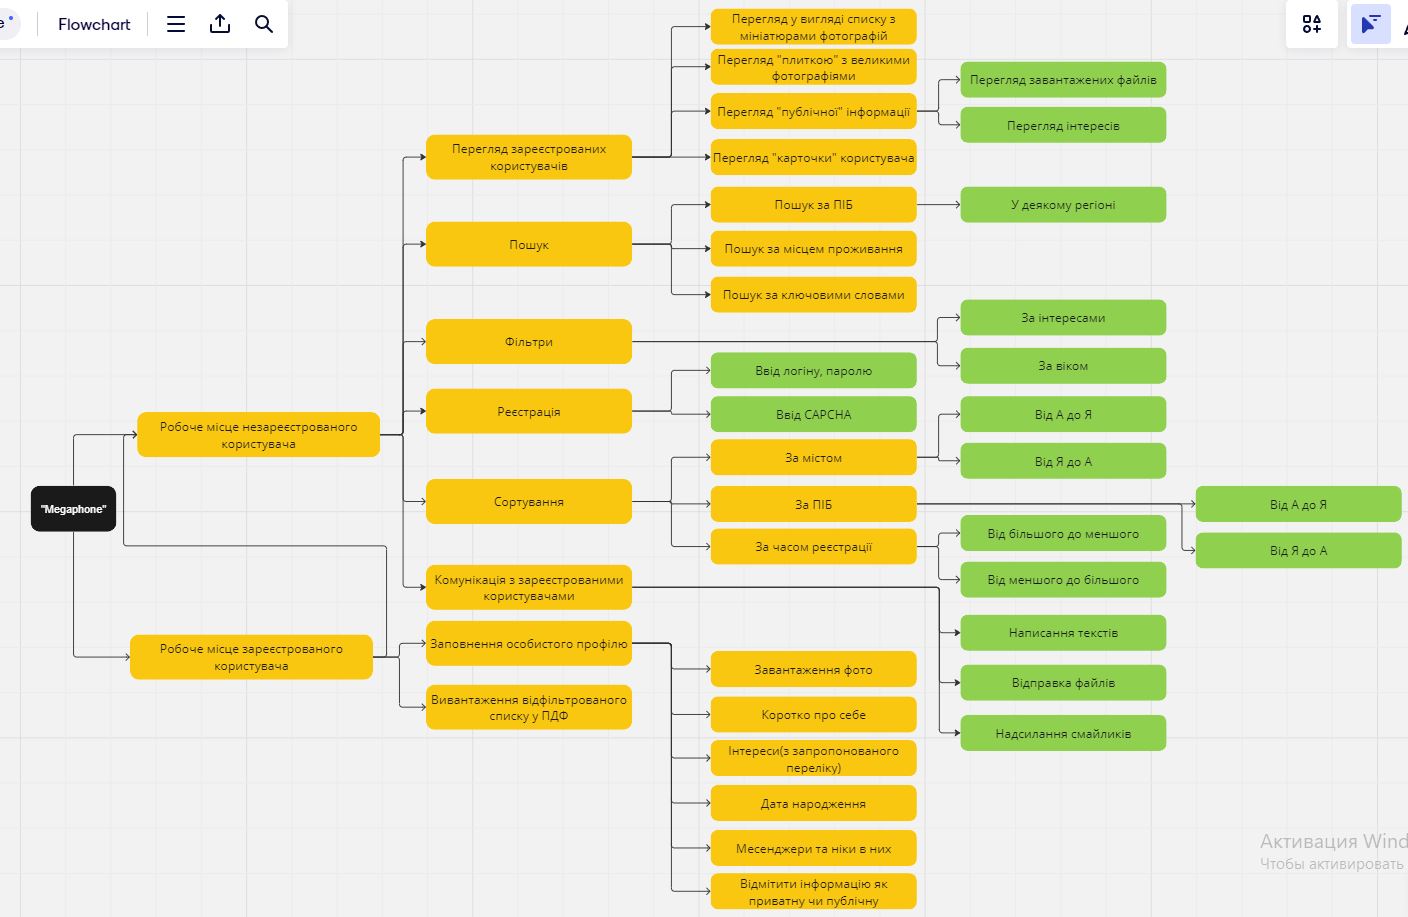 Flowchart
Перегляд у вигляді списку з
мініатюрами фотографій
Перегляд "плиткою" з великими
фотографіями
Перегляд "публічної" інформації
Перегляд завантажених файлів
Перегляд інтересів
Перегляд зареєстрованих
користувачів
Перегляд "карточки" користувача
Пошук
Пошук за ПІБ
У деякому регіоні
Пошук за місцем проживання
Пошук за ключовими словами
Фільтри
За інтересами
За віком
Реєстрація
Ввід логіну, паролю
Ввід CAPCHA
Робоче місце незареєстрованого
користувача
Сортування
За містом
Від А до Я
Від Я до А
За ПІБ
Від А до Я
Від Я до А
За часом реєстрації
Від більшого до меншого
Від меншого до більшого
"Megaphone"
Комунікація з зареєстрованими
користувачами
Написання текстів
Відправка файлів
Надсилання смайликів
Робоче місце зареєстрованого
користувача
Заповнення особистого профілю
Вивантаження відфільтрованого
списку у ПДФ
Завантаження фото
Коротко про себе
Інтереси(з запропонованого
переліку)
Дата народження
Месенджери та ніки в них
Відмітити інформацію як
приватну чи публічну
Активация Wind
Чтобы активировать